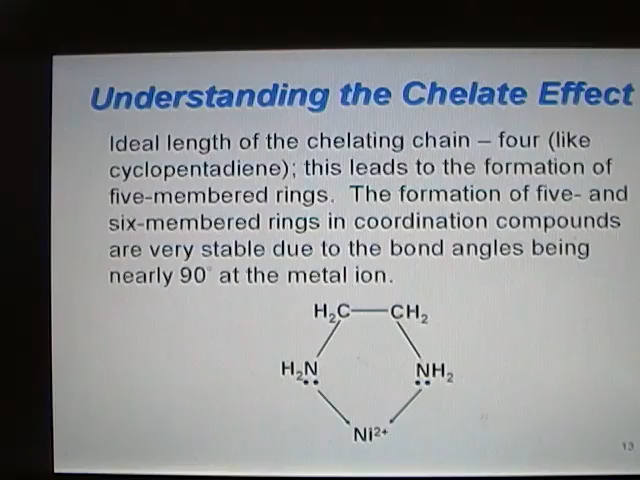 Understanding the Chelate Effect
Ideal length of the chelating chain – four (like
cyclopentadiene); this leads to the formation of
five-membered rings. The formation of five- and
six-membered rings in coordination compounds
are very stable due to the bond angles being
nearly 90° at the metal ion.
H₂C CH₂
H₂N NH₂
Ni²⁺
13